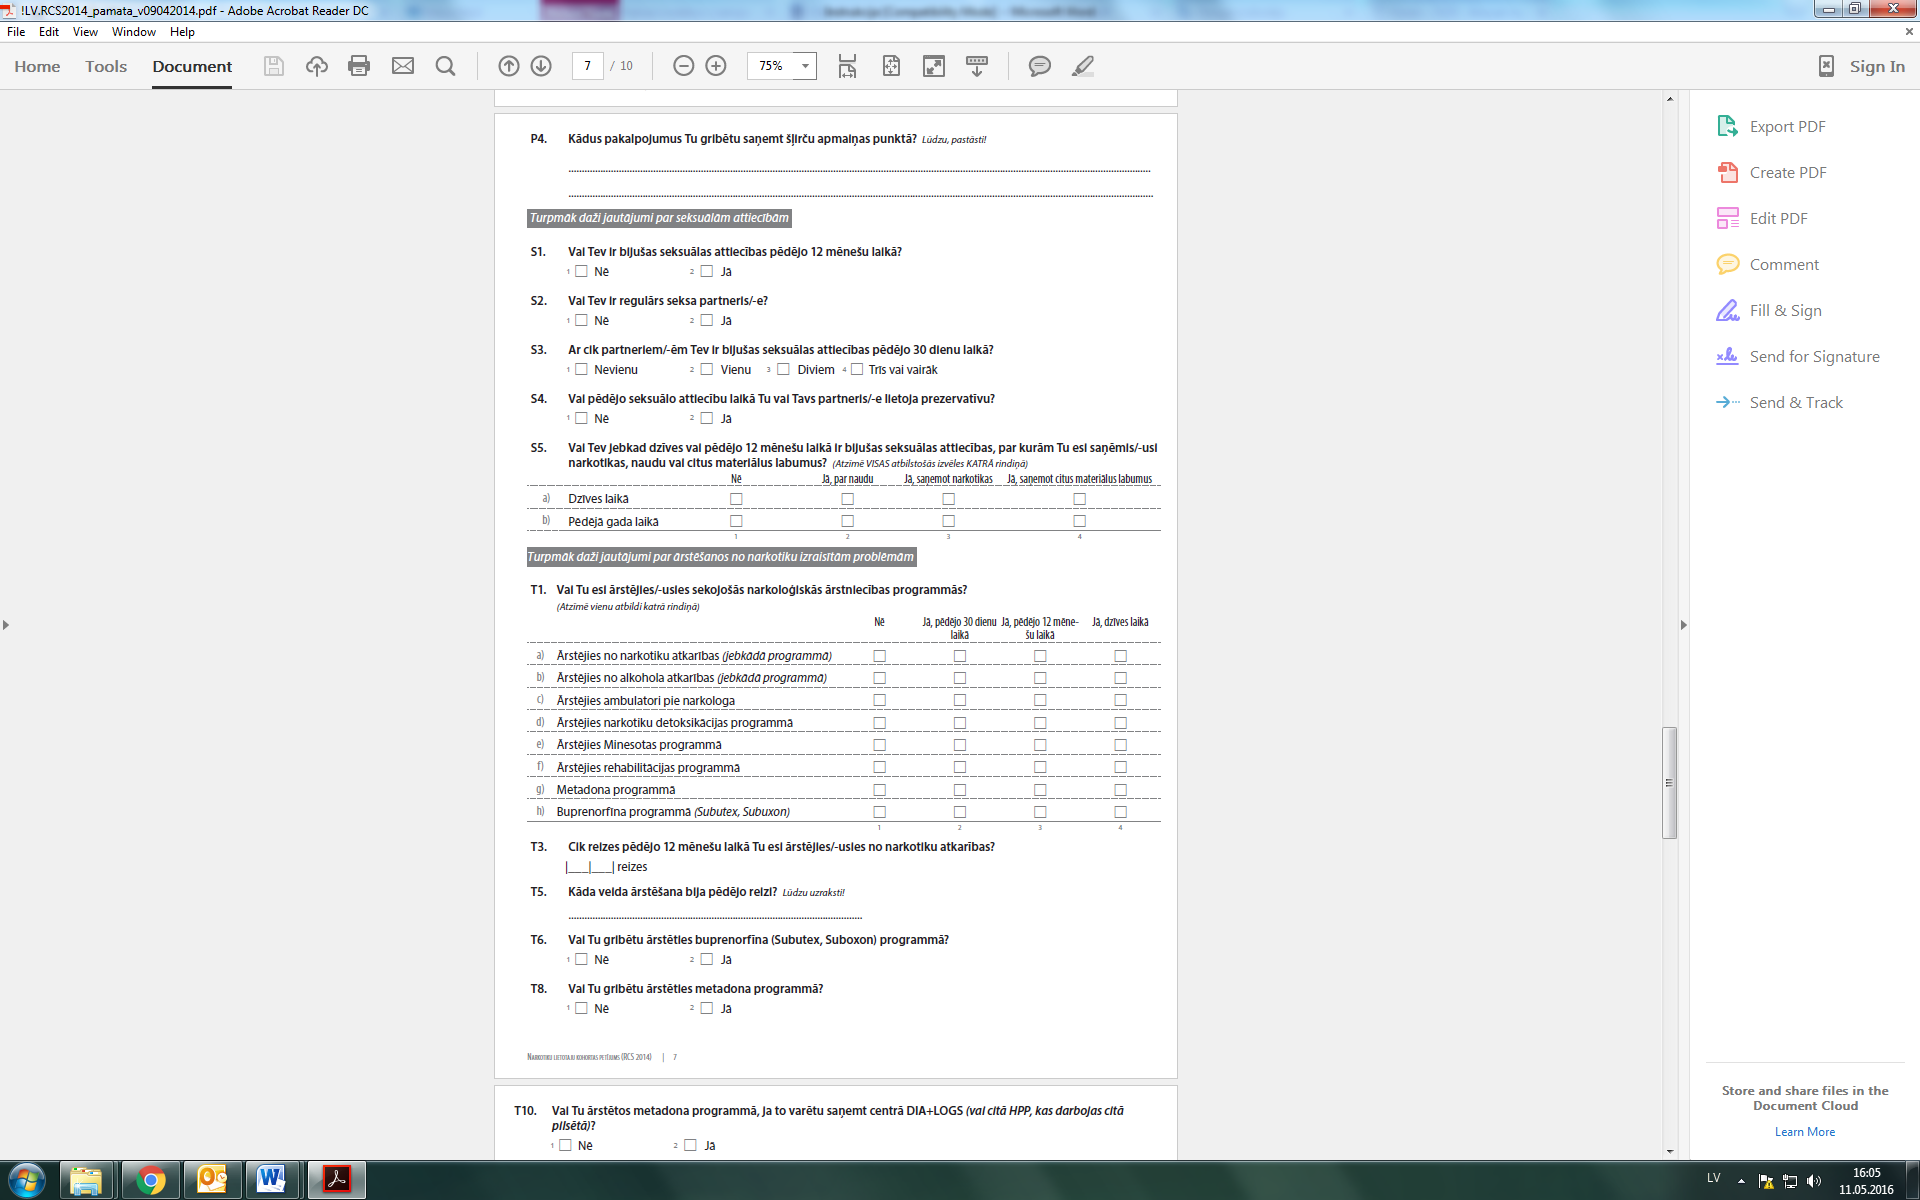 !LV.RCS2014_pamata_v09042014.pdf - Adobe Acrobat Reader DC
File Edit View Window Help
Home Tools Document 7 / 10 75% Sign In
P4. Kādus pakalpojumus Tu gribētu saņemt šļirču apmaiņas punktā? Lūdzu, pastāsti!
Turpmāk daži jautājumi par seksuālām attiecībām
S1. Vai Tev ir bijušas seksuālas attiecības pēdējo 12 mēnešu laikā?
1 Nē 2 Jā
S2. Vai Tev ir regulārs seksa partneris/-e?
1 Nē 2 Jā
S3. Ar cik partneriem/-ēm Tev ir bijušas seksuālas attiecības pēdējo 30 dienu laikā?
1 Nevienu 2 Vienu 3 Diviem 4 Trīs vai vairāk
S4. Vai pēdējo seksuālo attiecību laikā Tu vai Tavs partneris/-e lietoja prezervatīvu?
1 Nē 2 Jā
S5. Vai Tev jebkad dzīves vai pēdējo 12 mēnešu laikā ir bijušas seksuālas attiecības, par kurām Tu esi saņēmis/-usi
narkotikas, naudu vai citus materiālus labumus? (Atzīmē VISAS atbilstošās izvēles KATRĀ rindiņā)
Nē Jā, par naudu Jā, saņemot narkotikas Jā, saņemot citus materiālus labumus
a) Dzīves laikā
b) Pēdējā gada laikā
1 2 3 4
Turpmāk daži jautājumi par ārstēšanos no narkotiku izraisītām problēmām
T1. Vai Tu esi ārstējies/-usies sekojošās narkoloģiskās ārstniecības programmās?
(Atzīmē vienu atbildi katrā rindiņā)
Nē Jā, pēdējo 30 dienu Jā, pēdējo 12 mēne- Jā, dzīves laikā
laikā šu laikā
a) Ārstējies no narkotiku atkarības (jebkādā programmā)
b) Ārstējies no alkohola atkarības (jebkādā programmā)
c) Ārstējies ambulatori pie narkologa
d) Ārstējies narkotiku detoksikācijas programmā
e) Ārstējies Minesotas programmā
f) Ārstējies rehabilitācijas programmā
g) Metadona programmā
h) Buprenorfīna programmā (Subutex, Subuxon)
1 2 3 4
T3. Cik reizes pēdējo 12 mēnešu laikā Tu esi ārstējies/-usies no narkotiku atkarības?
|___|___| reizes
T5. Kāda veida ārstēšana bija pēdējo reizi? Lūdzu uzraksti!
T6. Vai Tu gribētu ārstēties buprenorfīna (Subutex, Suboxon) programmā?
1 Nē 2 Jā
T8. Vai Tu gribētu ārstēties metadona programmā?
1 Nē 2 Jā
Narkotiku lietotāju kohortas pētījums (RCS 2014) | 7
T10. Vai Tu ārstētos metadona programmā, ja to varētu saņemt centrā DIA+LOGS (vai citā HPP, kas darbojas citā
pilsētā)?
1 Nē 2 Jā
Export PDF
Create PDF
Edit PDF
Comment
Fill & Sign
Send for Signature
Send & Track
Store and share files in the
Document Cloud
Learn More
LV
16:05
11.05.2016